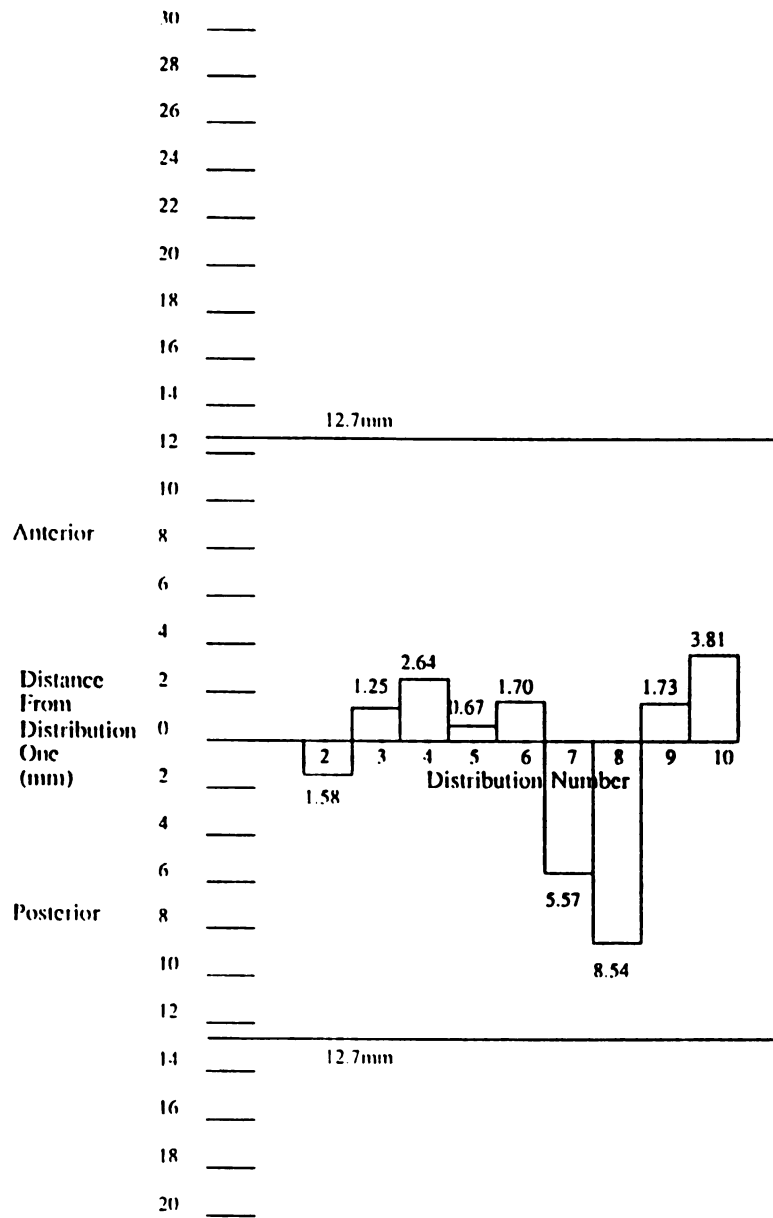 30
28
26
24
22
20
18
16
14
12.7mm
12
10
Anterior 8
6
4
3.81
2.64
Distance 2 1.25 1.70 1.73
From
0.67
Distribution 0
One 2 3 4 5 6 7 8 9 10
(mm) 2 Distribution Number
1.58
4
6
5.57
Posterior 8
8.54
10
12
14 12.7mm
16
18
20